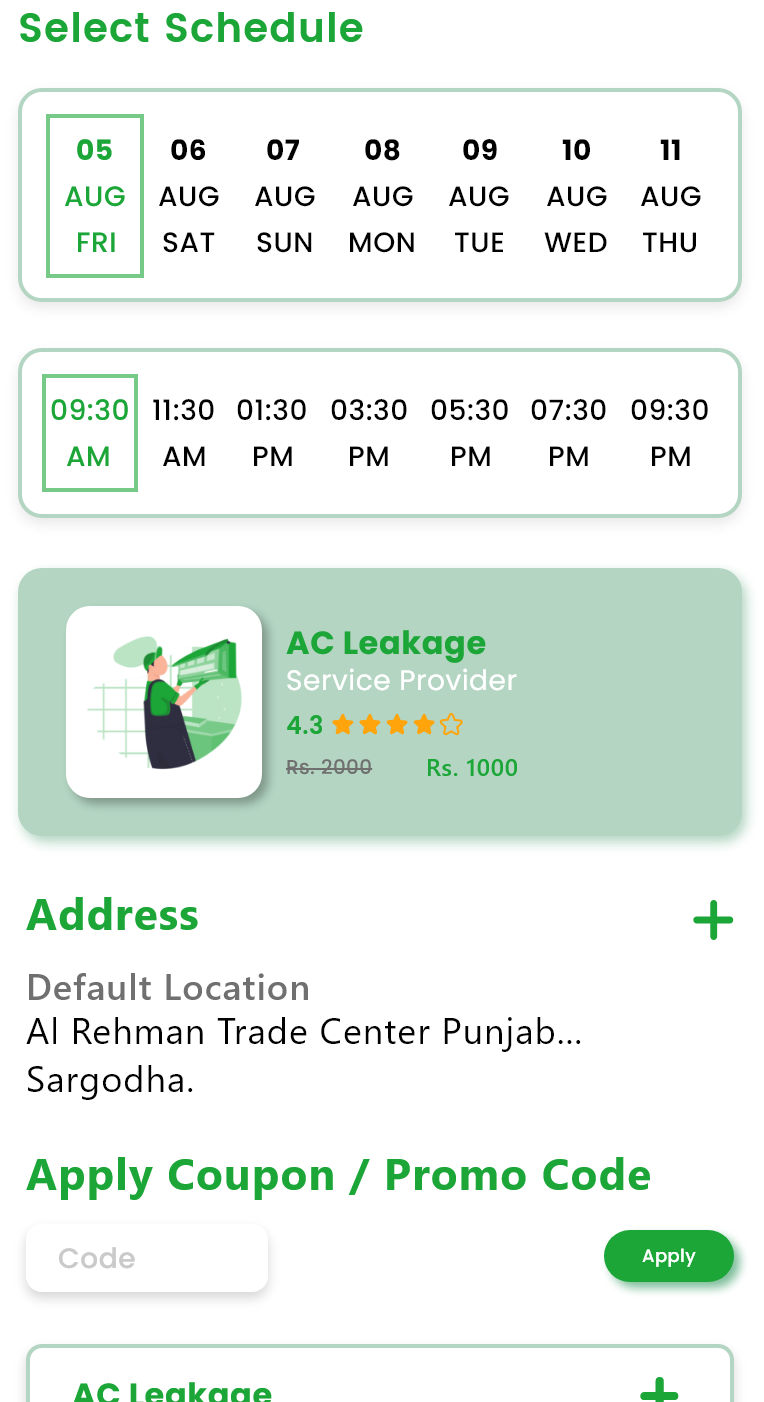 Select Schedule
05 06 07 08 09 10 11
AUG AUG AUG AUG AUG AUG AUG
FRI SAT SUN MON TUE WED THU
09:30 11:30 01:30 03:30 05:30 07:30 09:30
AM AM PM PM PM PM PM
AC Leakage
Service Provider
4.3
Rs. 2000 Rs. 1000
Address
Default Location
Al Rehman Trade Center Punjab...
Sargodha.
Apply Coupon / Promo Code
Code Apply
AC Leakage